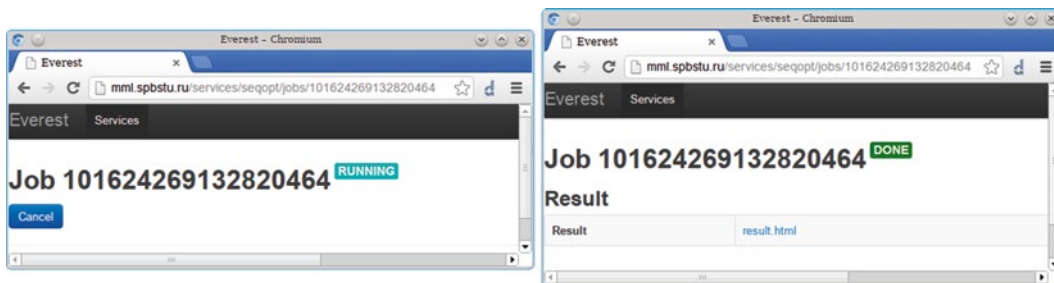 Everest - Chromium
Everest ×
mml.spbstu.ru/services/seqopt/jobs/101624269132820464
Everest Services
Job 101624269132820464 RUNNING
Cancel
Everest - Chromium
Everest ×
mml.spbstu.ru/services/seqopt/jobs/101624269132820464
Everest Services
Job 101624269132820464 DONE
Result
Result result.html